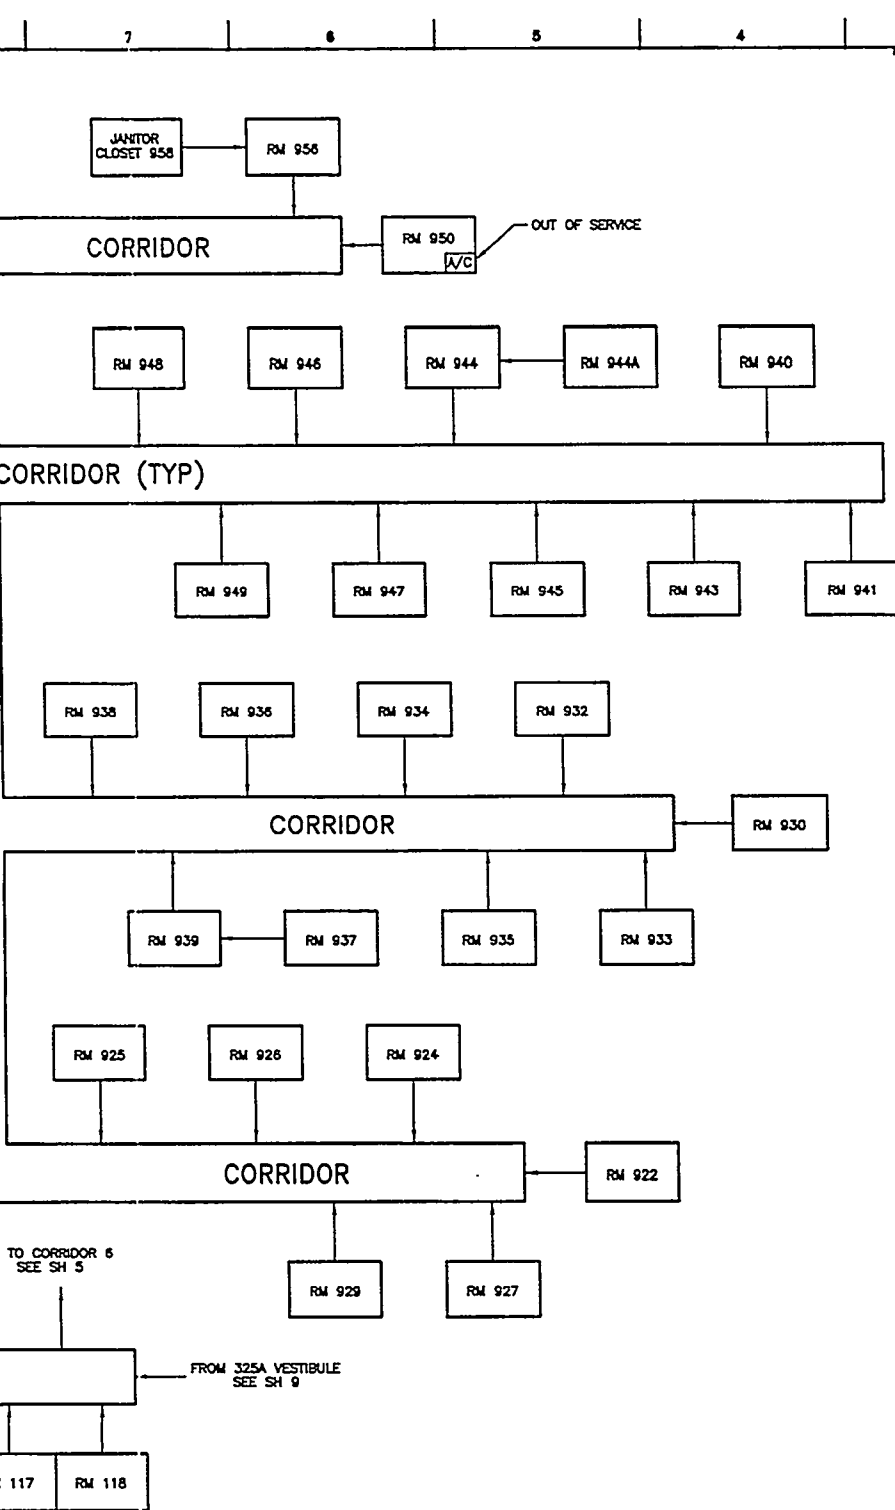 7 6 5 4
JANITOR
CLOSET 958
RM 956
CORRIDOR
RM 950
A/C
OUT OF SERVICE
RM 948
RM 946
RM 944
RM 944A
RM 940
CORRIDOR (TYP)
RM 949
RM 947
RM 945
RM 943
RM 941
RM 938
RM 936
RM 934
RM 932
CORRIDOR
RM 930
RM 939
RM 937
RM 935
RM 933
RM 925
RM 926
RM 924
CORRIDOR
RM 922
RM 929
RM 927
TO CORRIDOR 6
SEE SH 5
FROM 325A VESTIBULE
SEE SH 9
117
RM 118